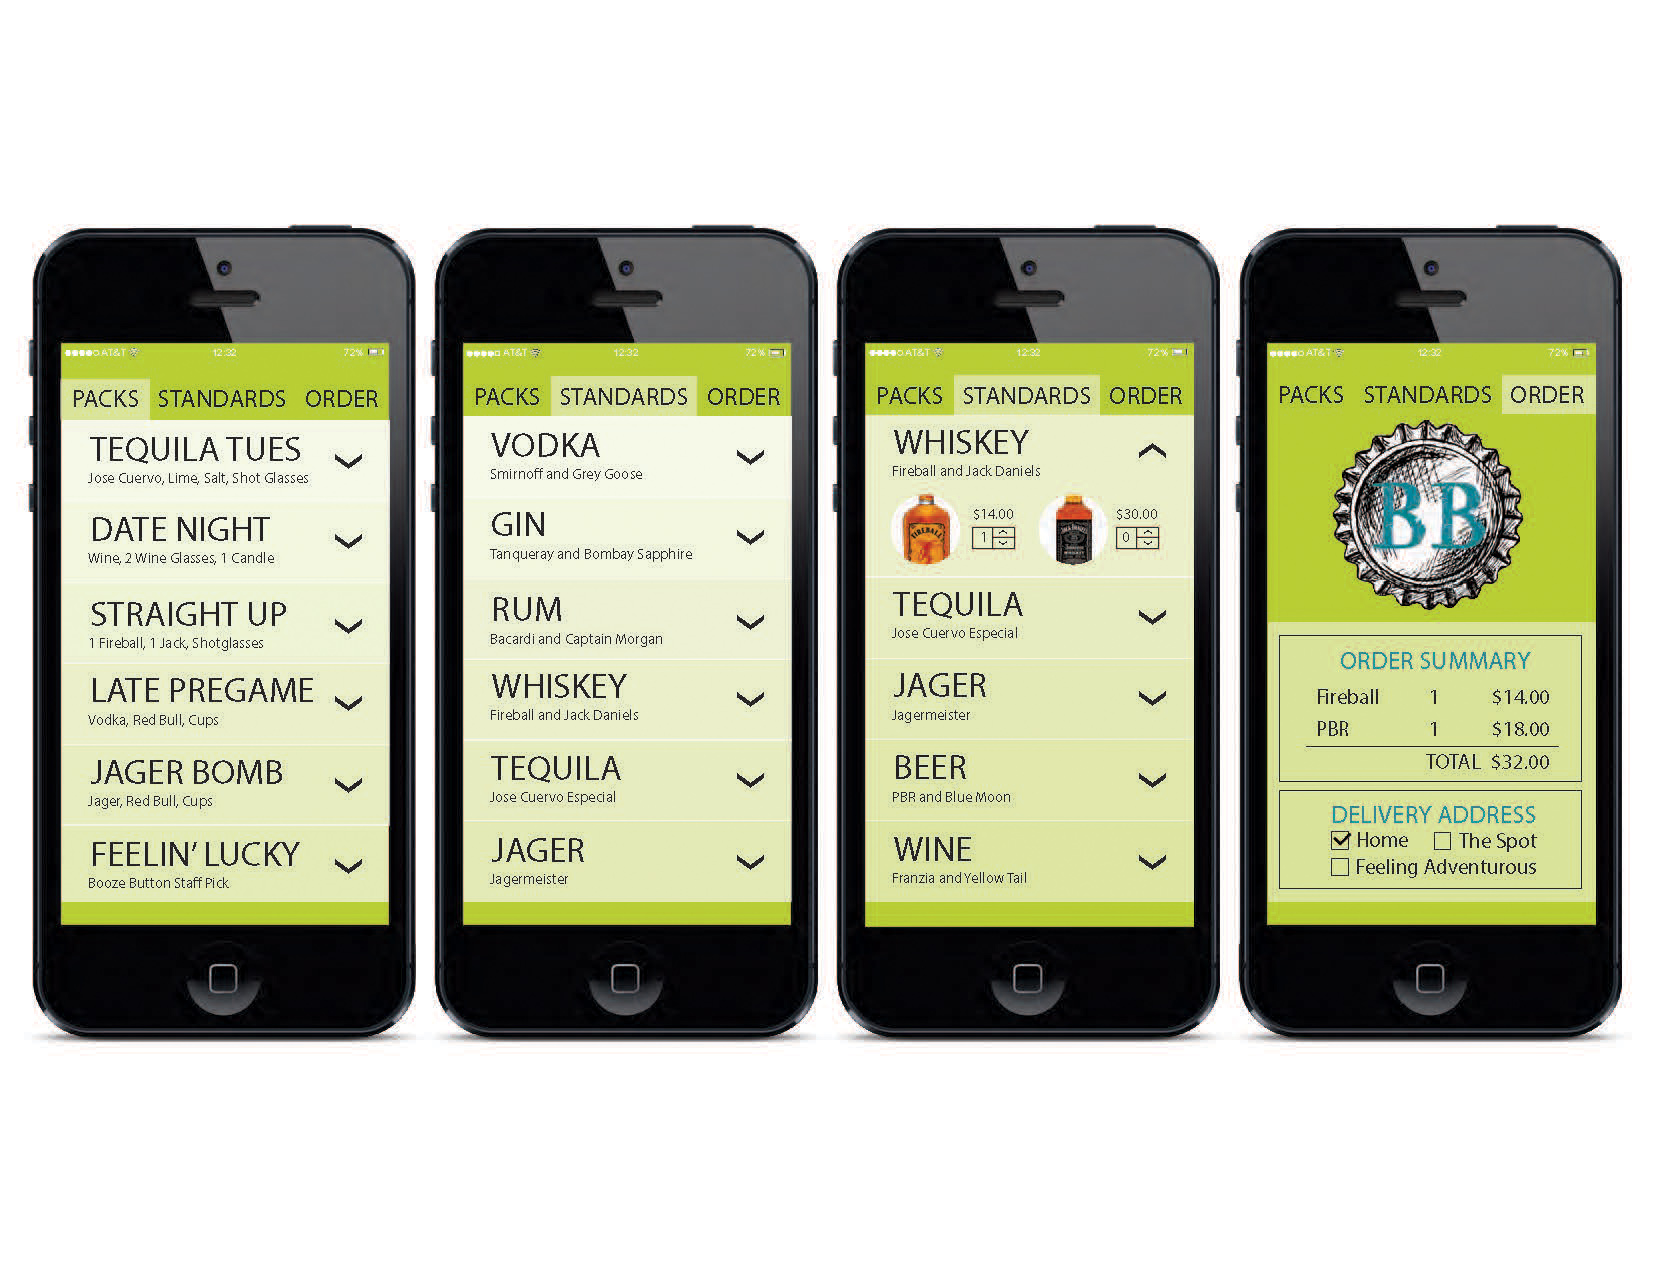 AT&T 12:32 72%
PACKS STANDARDS ORDER
TEQUILA TUES
Jose Cuervo, Lime, Salt, Shot Glasses
DATE NIGHT
Wine, 2 Wine Glasses, 1 Candle
STRAIGHT UP
1 Fireball, 1 Jack, Shotglasses
LATE PREGAME
Vodka, Red Bull, Cups
JAGER BOMB
Jager, Red Bull, Cups
FEELIN' LUCKY
Booze Button Staff Pick
AT&T 12:32 72%
PACKS STANDARDS ORDER
VODKA
Smirnoff and Grey Goose
GIN
Tanqueray and Bombay Sapphire
RUM
Bacardi and Captain Morgan
WHISKEY
Fireball and Jack Daniels
TEQUILA
Jose Cuervo Especial
JAGER
Jagermeister
AT&T 12:32 72%
PACKS STANDARDS ORDER
WHISKEY
Fireball and Jack Daniels
$14.00 $30.00
FIREBALL 1 0
TEQUILA
Jose Cuervo Especial
JAGER
Jagermeister
BEER
PBR and Blue Moon
WINE
Franzia and Yellow Tail
AT&T 12:32 72%
PACKS STANDARDS ORDER
BB
ORDER SUMMARY
Fireball 1 $14.00
PBR 1 $18.00
TOTAL $32.00
DELIVERY ADDRESS
Home The Spot
Feeling Adventurous